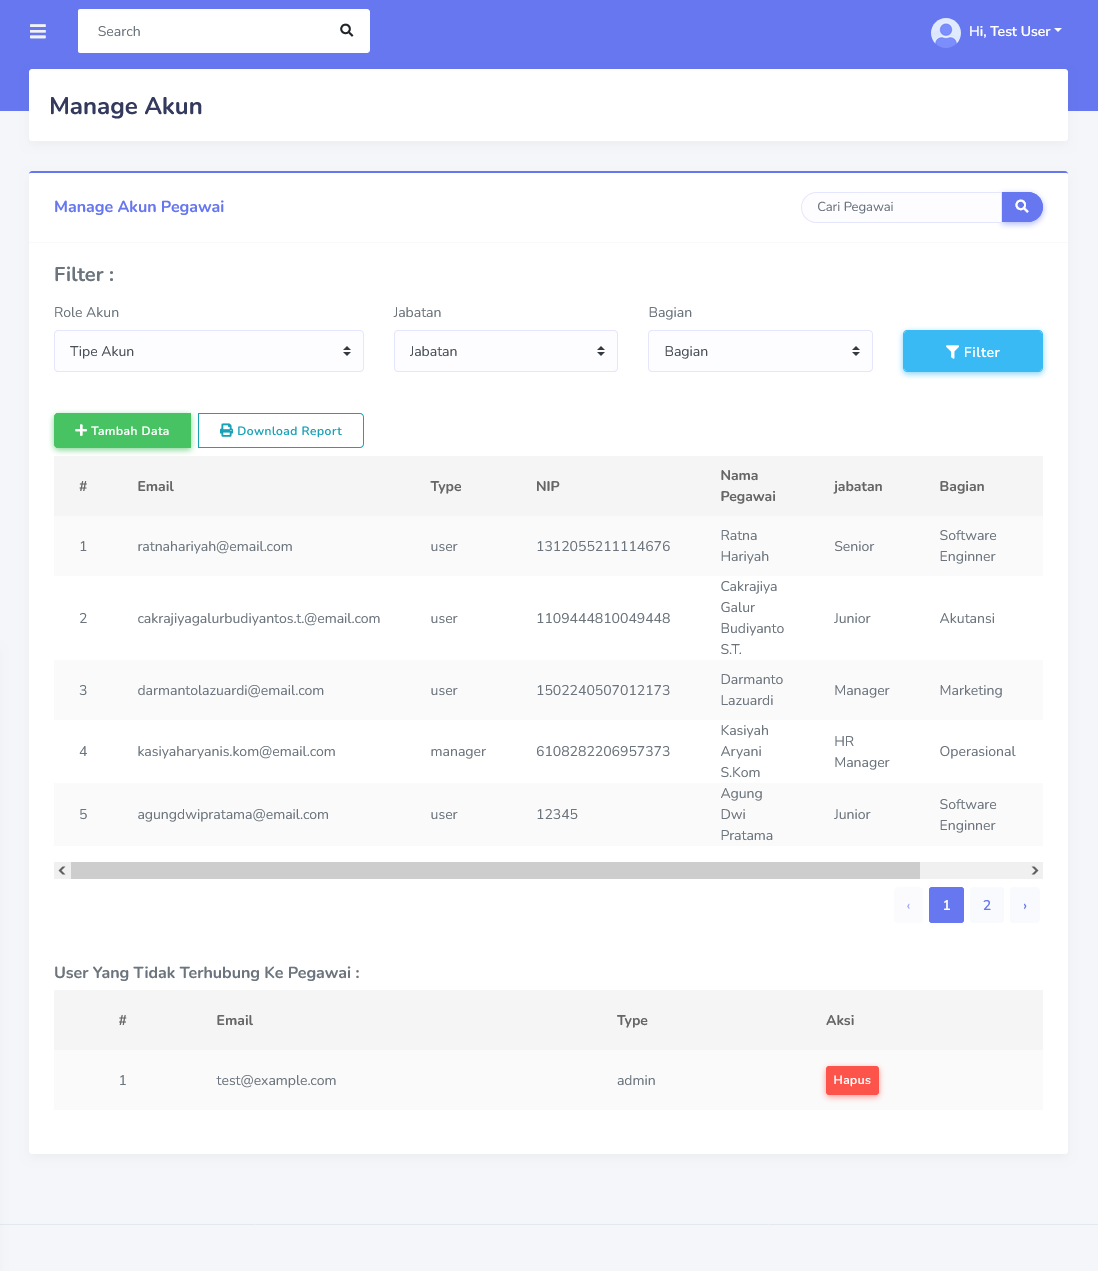 Search
Hi, Test User
Manage Akun
Manage Akun Pegawai
Cari Pegawai
Filter :
Role Akun
Jabatan
Bagian
Tipe Akun
Jabatan
Bagian
Filter
Tambah Data
Download Report
# Email Type NIP Nama Pegawai jabatan Bagian
1 ratnahariyah@email.com user 1312055211114676 Ratna Hariyah Senior Software Enginner
2 cakrajiyagalurbudiyantos.t.@email.com user 1109444810049448 Cakrajiya Galur Budiyanto S.T. Junior Akutansi
3 darmantolazuardi@email.com user 1502240507012173 Darmanto Lazuardi Manager Marketing
4 kasiyaharyanis.kom@email.com manager 6108282206957373 Kasiyah Aryani S.Kom HR Manager Operasional
5 agungdwipratama@email.com user 12345 Agung Dwi Pratama Junior Software Enginner
‹ 1 2 ›
User Yang Tidak Terhubung Ke Pegawai :
# Email Type Aksi
1 test@example.com admin Hapus